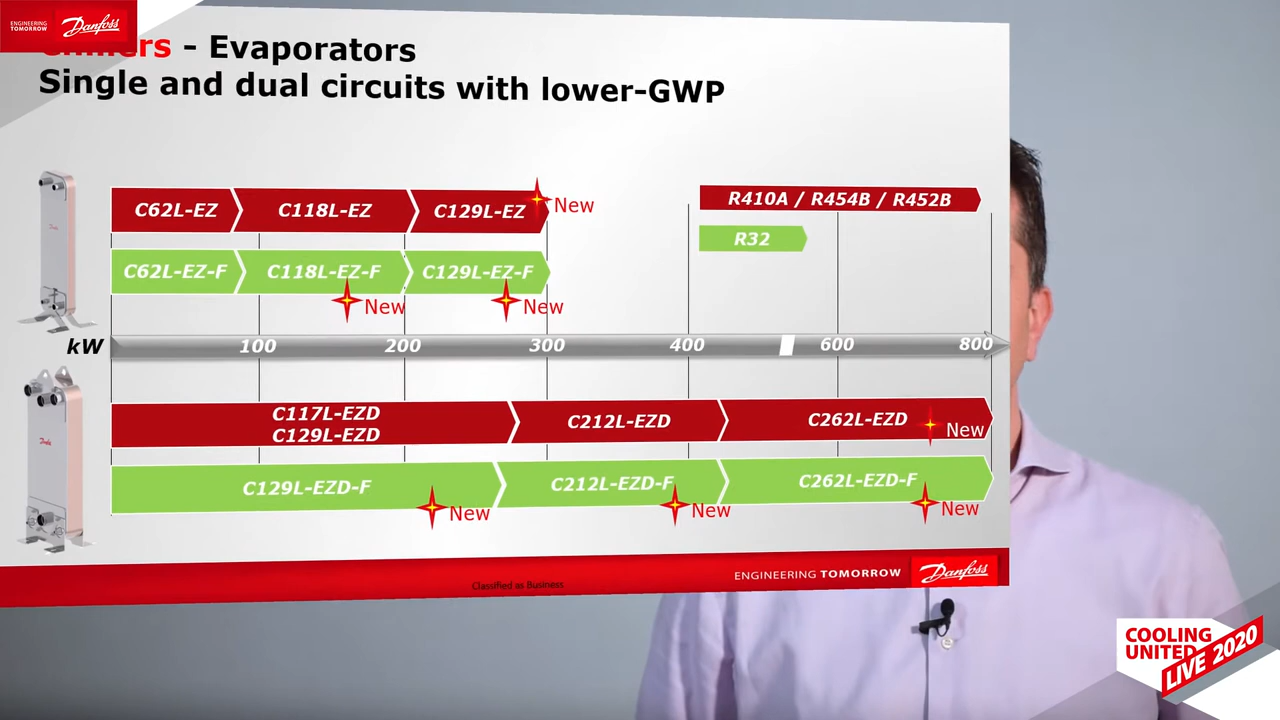 ENGINEERING
TOMORROW
Danfoss
Chillers - Evaporators
Single and dual circuits with lower-GWP
C62L-EZ
C118L-EZ
C129L-EZ
New
R410A / R454B / R452B
R32
C62L-EZ-F
C118L-EZ-F
C129L-EZ-F
New
New
kW
100
200
300
400
600
800
C117L-EZD
C129L-EZD
C212L-EZD
C262L-EZD
New
C129L-EZD-F
C212L-EZD-F
C262L-EZD-F
New
New
New
Classified as Business
ENGINEERING TOMORROW
Danfoss
COOLING
UNITED
LIVE 2020